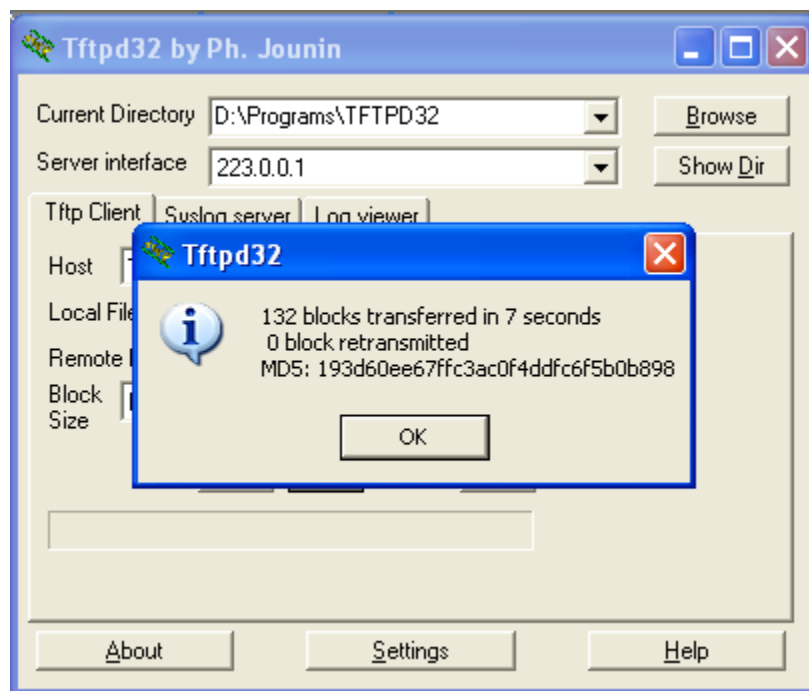 Tftpd32 by Ph. Jounin
Current Directory D:\Programs\TFTPD32 Browse
Server interface 223.0.0.1 Show Dir
Tftp Client Syslog server Log viewer
Host
Tftpd32
Local File
132 blocks transferred in 7 seconds
0 block retransmitted
Remote
MD5: 193d60ee67ffc3ac0f4ddfc6f5b0b898
Block
Size
OK
About Settings Help